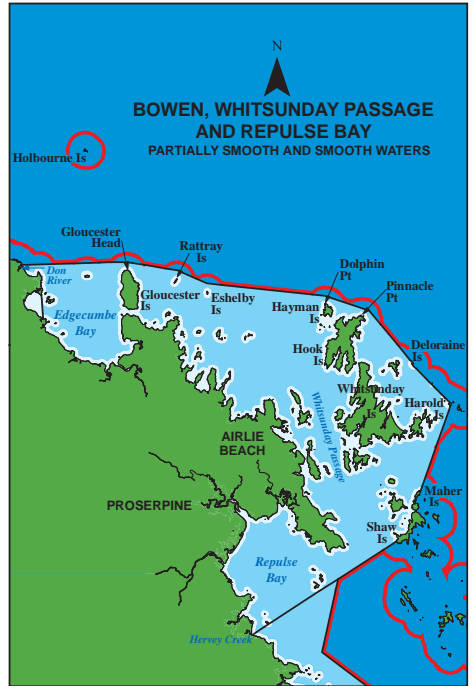 N
BOWEN, WHITSUNDAY PASSAGE
AND REPULSE BAY
PARTIALLY SMOOTH AND SMOOTH WATERS
Holbourne Is
Gloucester
Head
Rattray
Is
Don
River
Dolphin
Pt
Pinnacle
Pt
Gloucester
Is
Eshelby
Is
Hayman
Is
Edgecumbe
Bay
Hook
Is
Deloraine
Is
Whitsunday
Is
Harold
Is
Whitsunday Passage
AIRLIE
BEACH
PROSERPINE
Maher
Is
Shaw
Is
Repulse
Bay
Hervey Creek